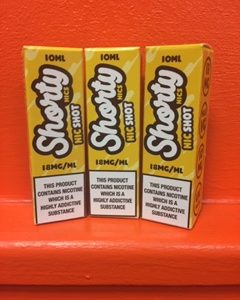 10ML
Shorty
NICS
NIC SHOT
18MG/ML
THIS PRODUCT
CONTAINS NICOTINE
WHICH IS A
HIGHLY ADDICTIVE
SUBSTANCE
10ML
Shorty
NICS
NIC SHOT
18MG/ML
THIS PRODUCT
CONTAINS NICOTINE
WHICH IS A
HIGHLY ADDICTIVE
SUBSTANCE
10ML
Shorty
NICS
NIC SHOT
18MG/ML
THIS PRODUCT
CONTAINS NICOTINE
WHICH IS A
HIGHLY ADDICTIVE
SUBSTANCE